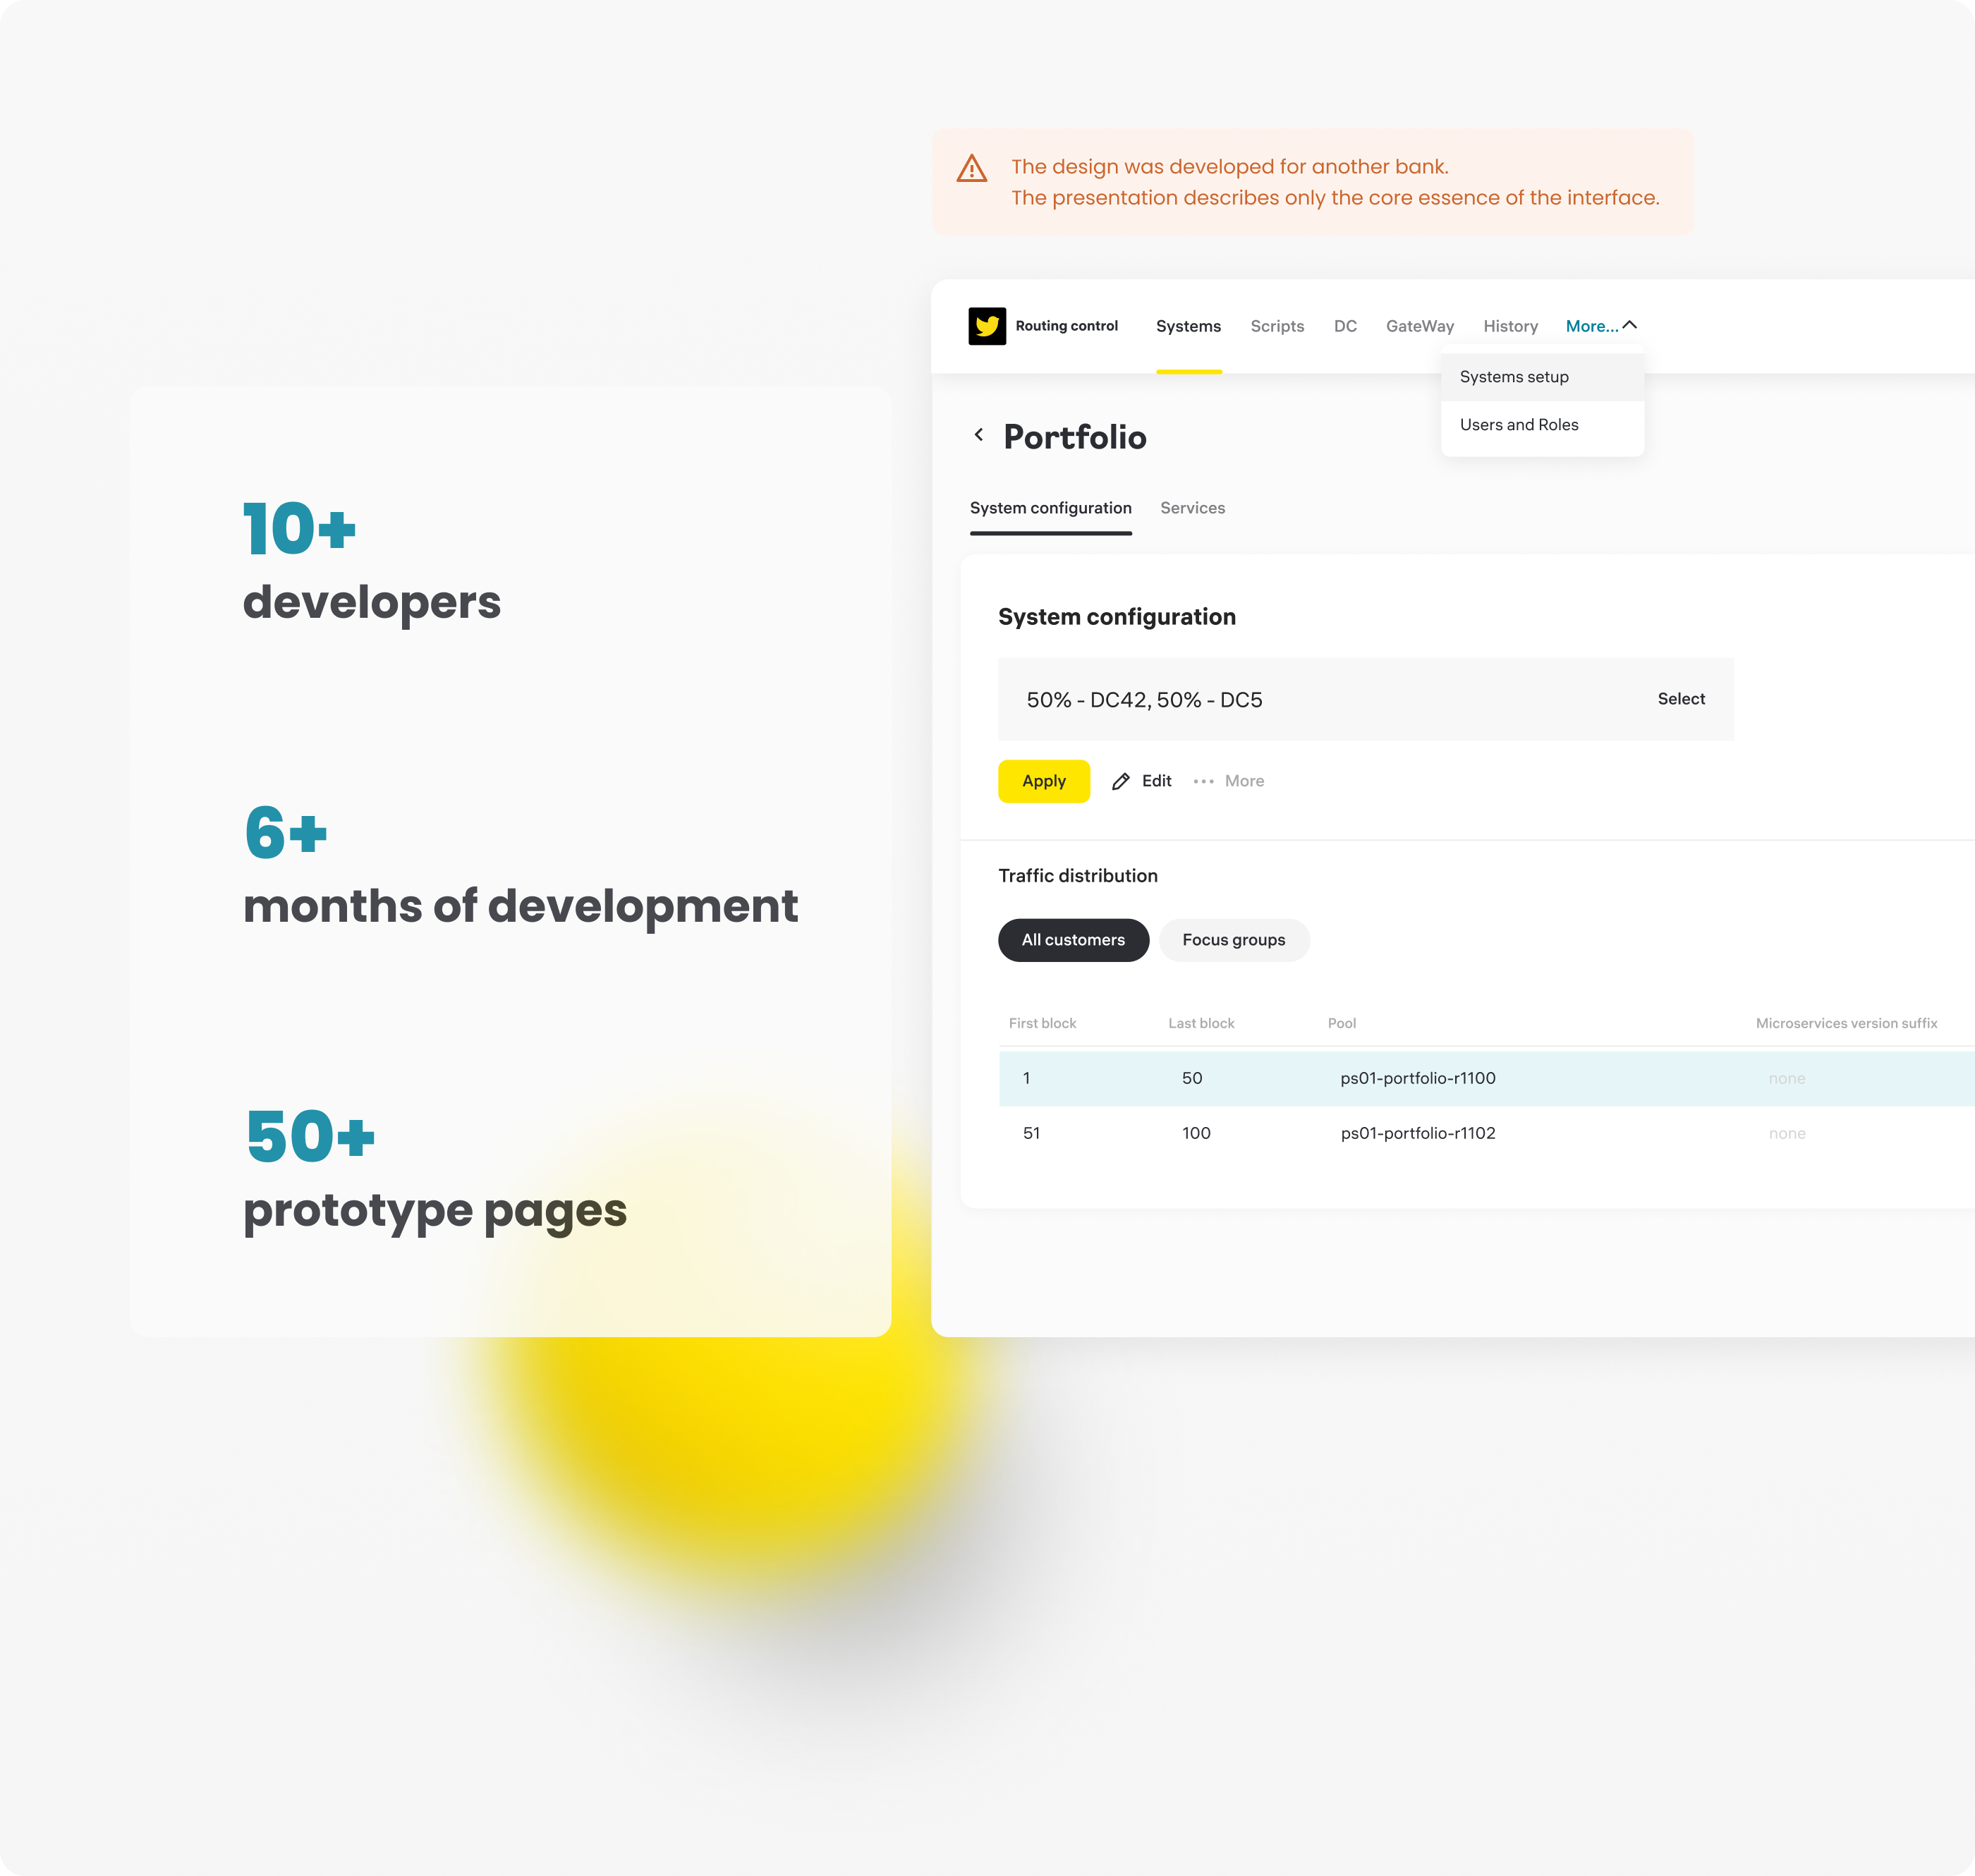 The design was developed for another bank.
The presentation describes only the core essence of the interface.
Routing control Systems Scripts DC GateWay History More...
Systems setup
Users and Roles
Portfolio
System configuration Services
System configuration
50% - DC42, 50% - DC5 Select
Apply Edit ••• More
Traffic distribution
All customers Focus groups
First block Last block Pool Microservices version suffix
1 50 ps01-portfolio-r1100 none
51 100 ps01-portfolio-r1102 none
10+
developers
6+
months of development
50+
prototype pages